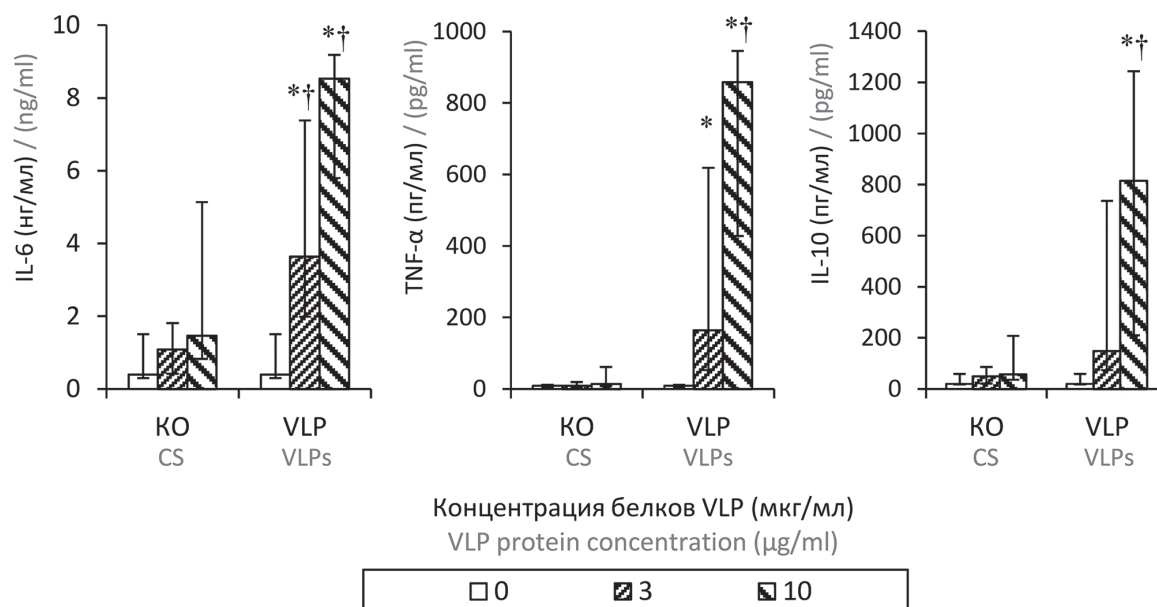 IL-6 (нг/мл) / (ng/ml)
10
8
6
4
2
0
*†
*†
КО
CS
VLP
VLPs
TNF-α (пг/мл) / (pg/ml)
1000
800
600
400
200
0
*
*†
КО
CS
VLP
VLPs
IL-10 (пг/мл) / (pg/ml)
1400
1200
1000
800
600
400
200
0
*†
КО
CS
VLP
VLPs
Концентрация белков VLP (мкг/мл)
VLP protein concentration (µg/ml)
0 3 10